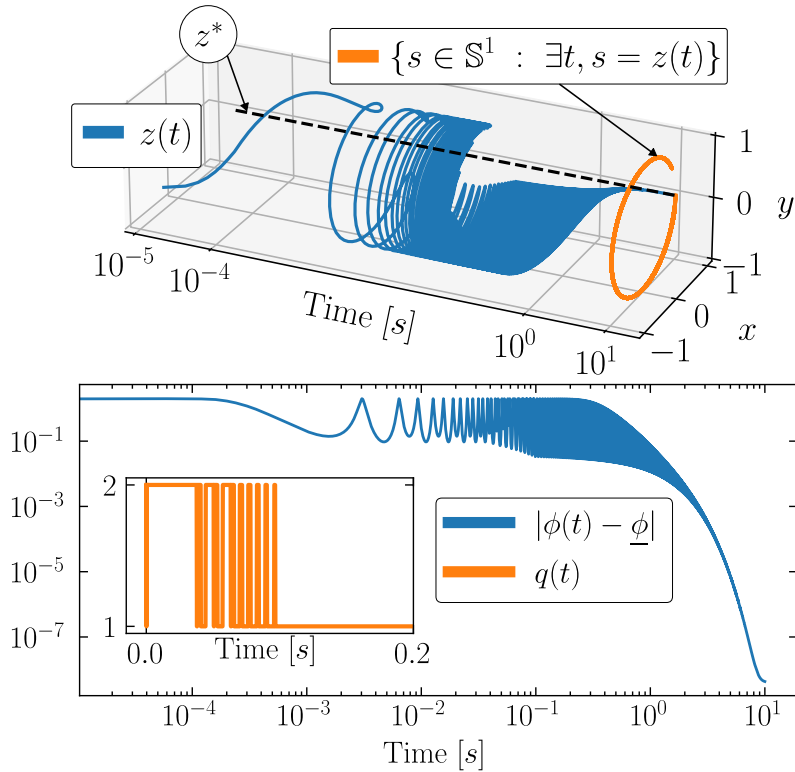 z*
{s ∈ 𝕊¹ : ∃t, s = z(t)}
z(t)
1
0
−1
y
1
0
−1
x
10⁻⁵
10⁻⁴
10⁰
10¹
Time [s]
10⁻¹
10⁻³
10⁻⁵
10⁻⁷
2
1
0.0
Time [s]
0.2
|ϕ(t) − ϕ̲|
q(t)
10⁻⁴
10⁻³
10⁻²
10⁻¹
10⁰
10¹
Time [s]